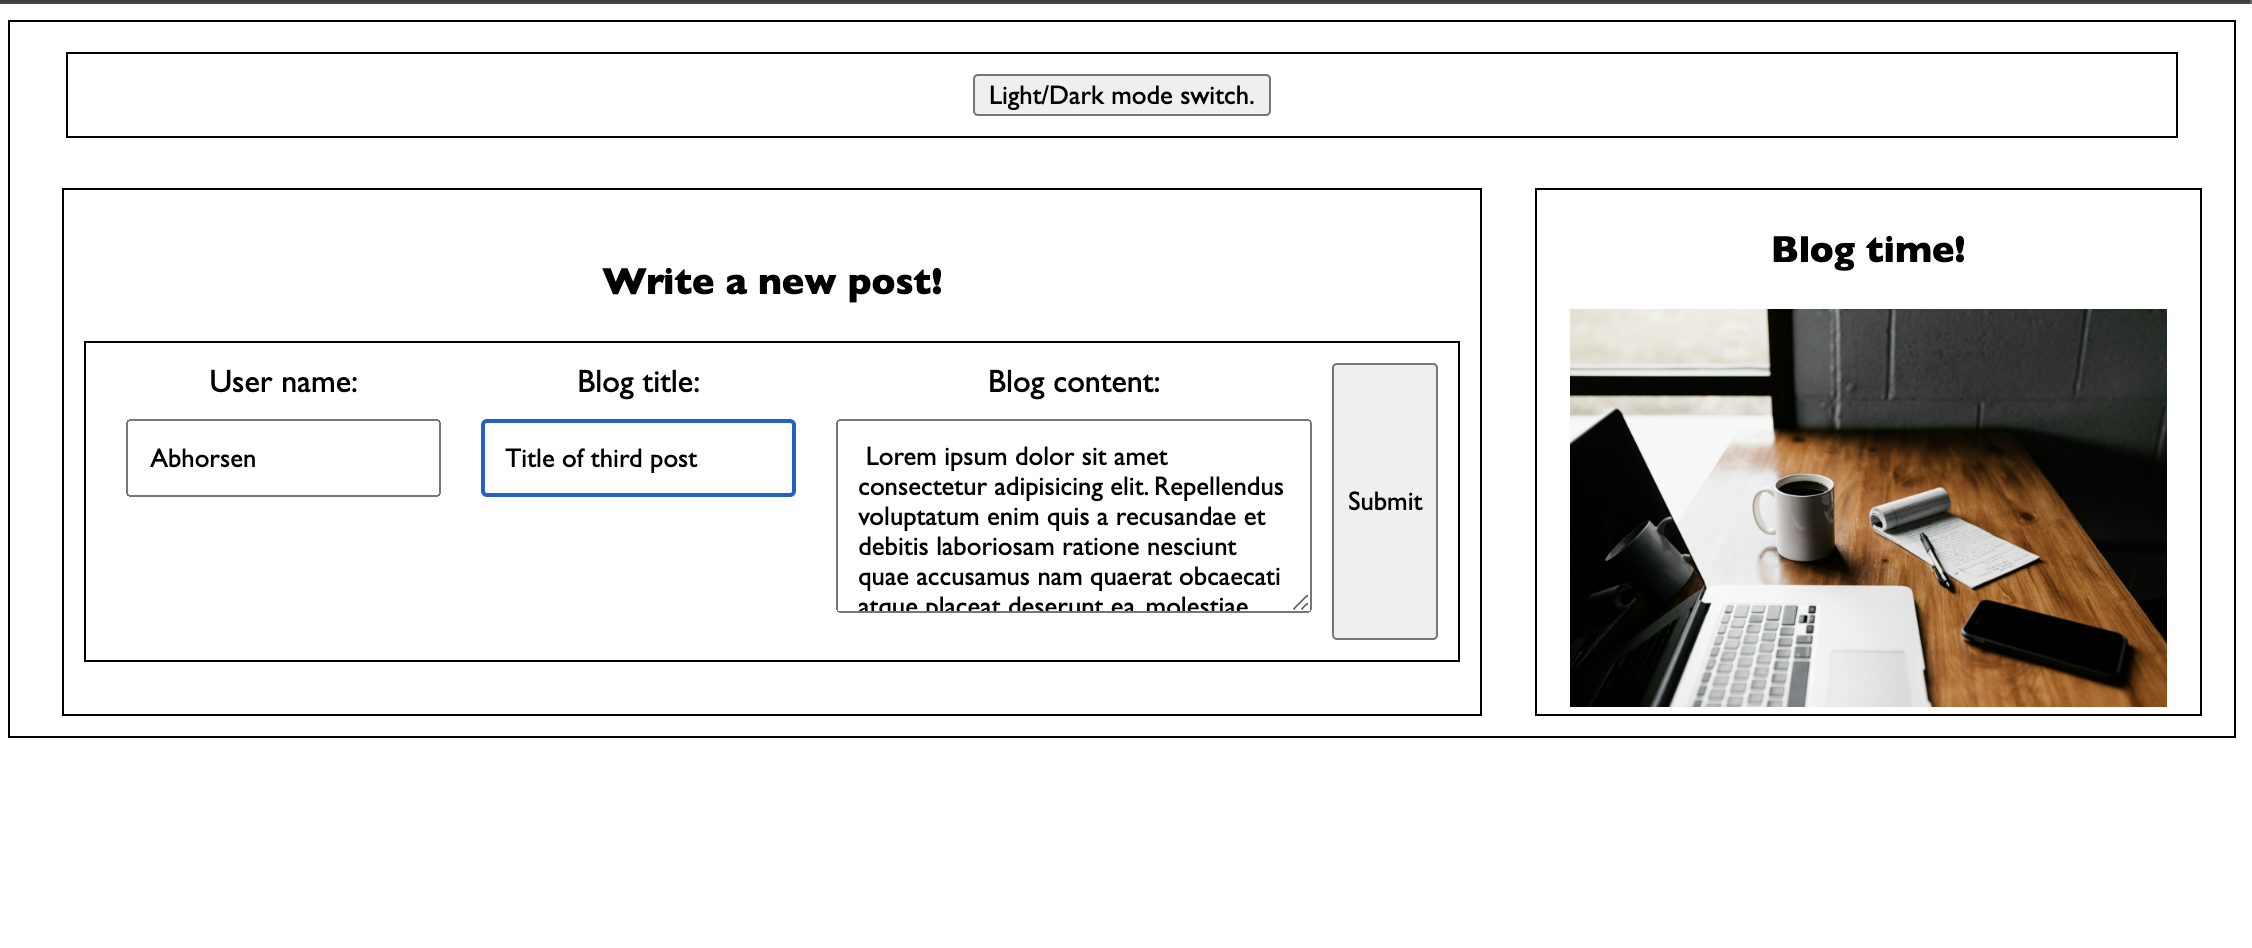 Light/Dark mode switch.
Write a new post!
User name:
Abhorsen
Blog title:
Title of third post
Blog content:
Lorem ipsum dolor sit amet
consectetur adipisicing elit. Repellendus
voluptatum enim quis a recusandae et
debitis laboriosam ratione nesciunt
quae accusamus nam quaerat obcaecati
atque placeat deserunt ea, molestiae
Submit
Blog time!